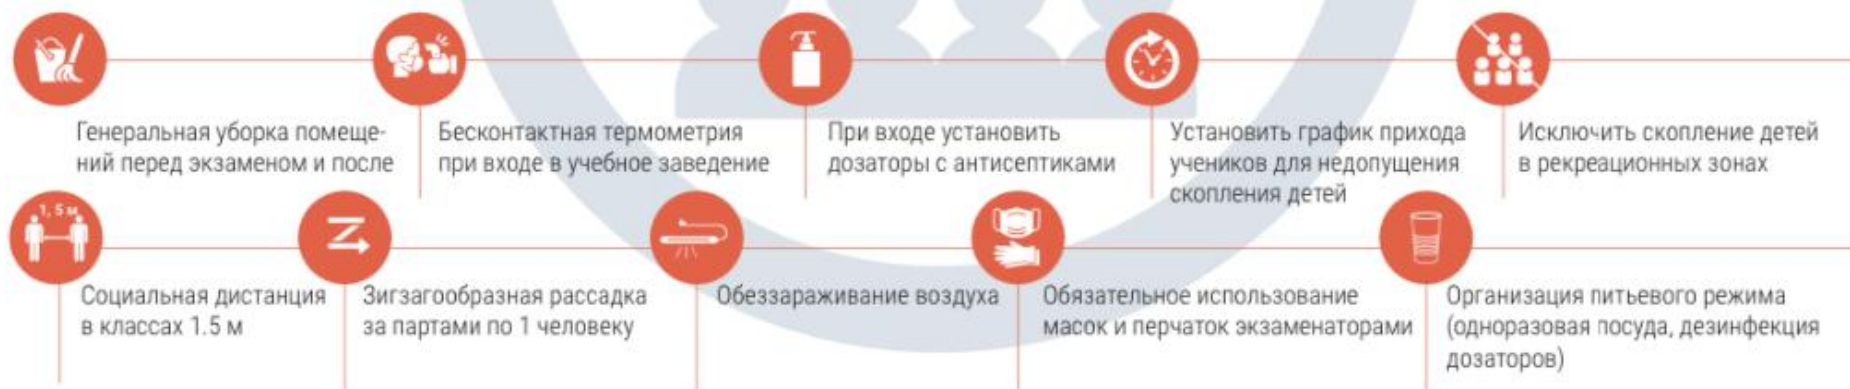 Генеральная уборка помеще-
ний перед экзаменом и после
Бесконтактная термометрия
при входе в учебное заведение
При входе установить
дозаторы с антисептиками
Установить график прихода
учеников для недопущения
скопления детей
Исключить скопление детей
в рекреационных зонах
1, 5 м
Социальная дистанция
в классах 1.5 м
Зигзагообразная рассадка
за партами по 1 человеку
Обеззараживание воздуха
Обязательное использование
масок и перчаток экзаменаторами
Организация питьевого режима
(одноразовая посуда, дезинфекция
дозаторов)